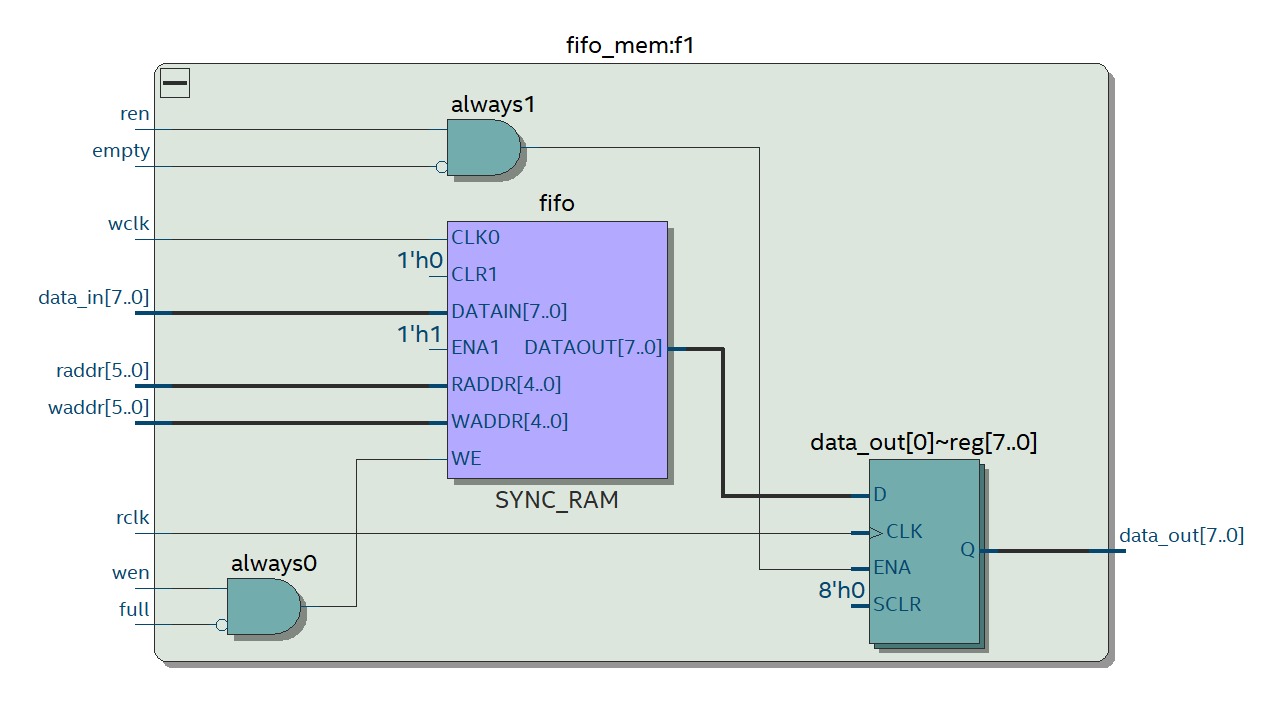 fifo_mem:f1
always1
ren
empty
fifo
wclk
CLK0
1'h0
CLR1
data_in[7..0]
DATAIN[7..0]
1'h1
ENA1 DATAOUT[7..0]
raddr[5..0]
RADDR[4..0]
waddr[5..0]
WADDR[4..0]
WE
SYNC_RAM
data_out[0]~reg[7..0]
D
rclk
CLK
data_out[7..0]
Q
always0
wen
ENA
8'h0
full
SCLR